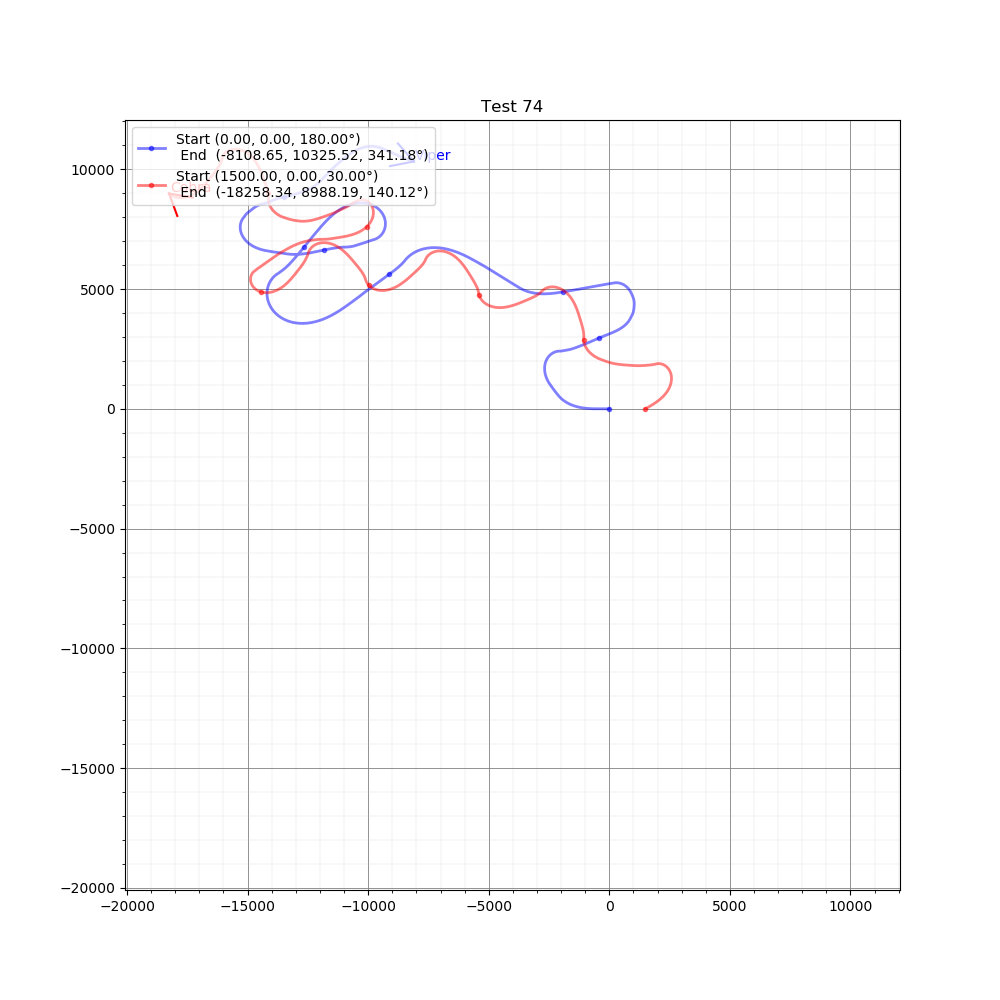 Test 74
Start (0.00, 0.00, 180.00°)
End (-8108.65, 10325.52, 341.18°)
Start (1500.00, 0.00, 30.00°)
End (-18258.34, 8988.19, 140.12°)
10000
5000
0
−5000
−10000
−15000
−20000
−20000 −15000 −10000 −5000 0 5000 10000